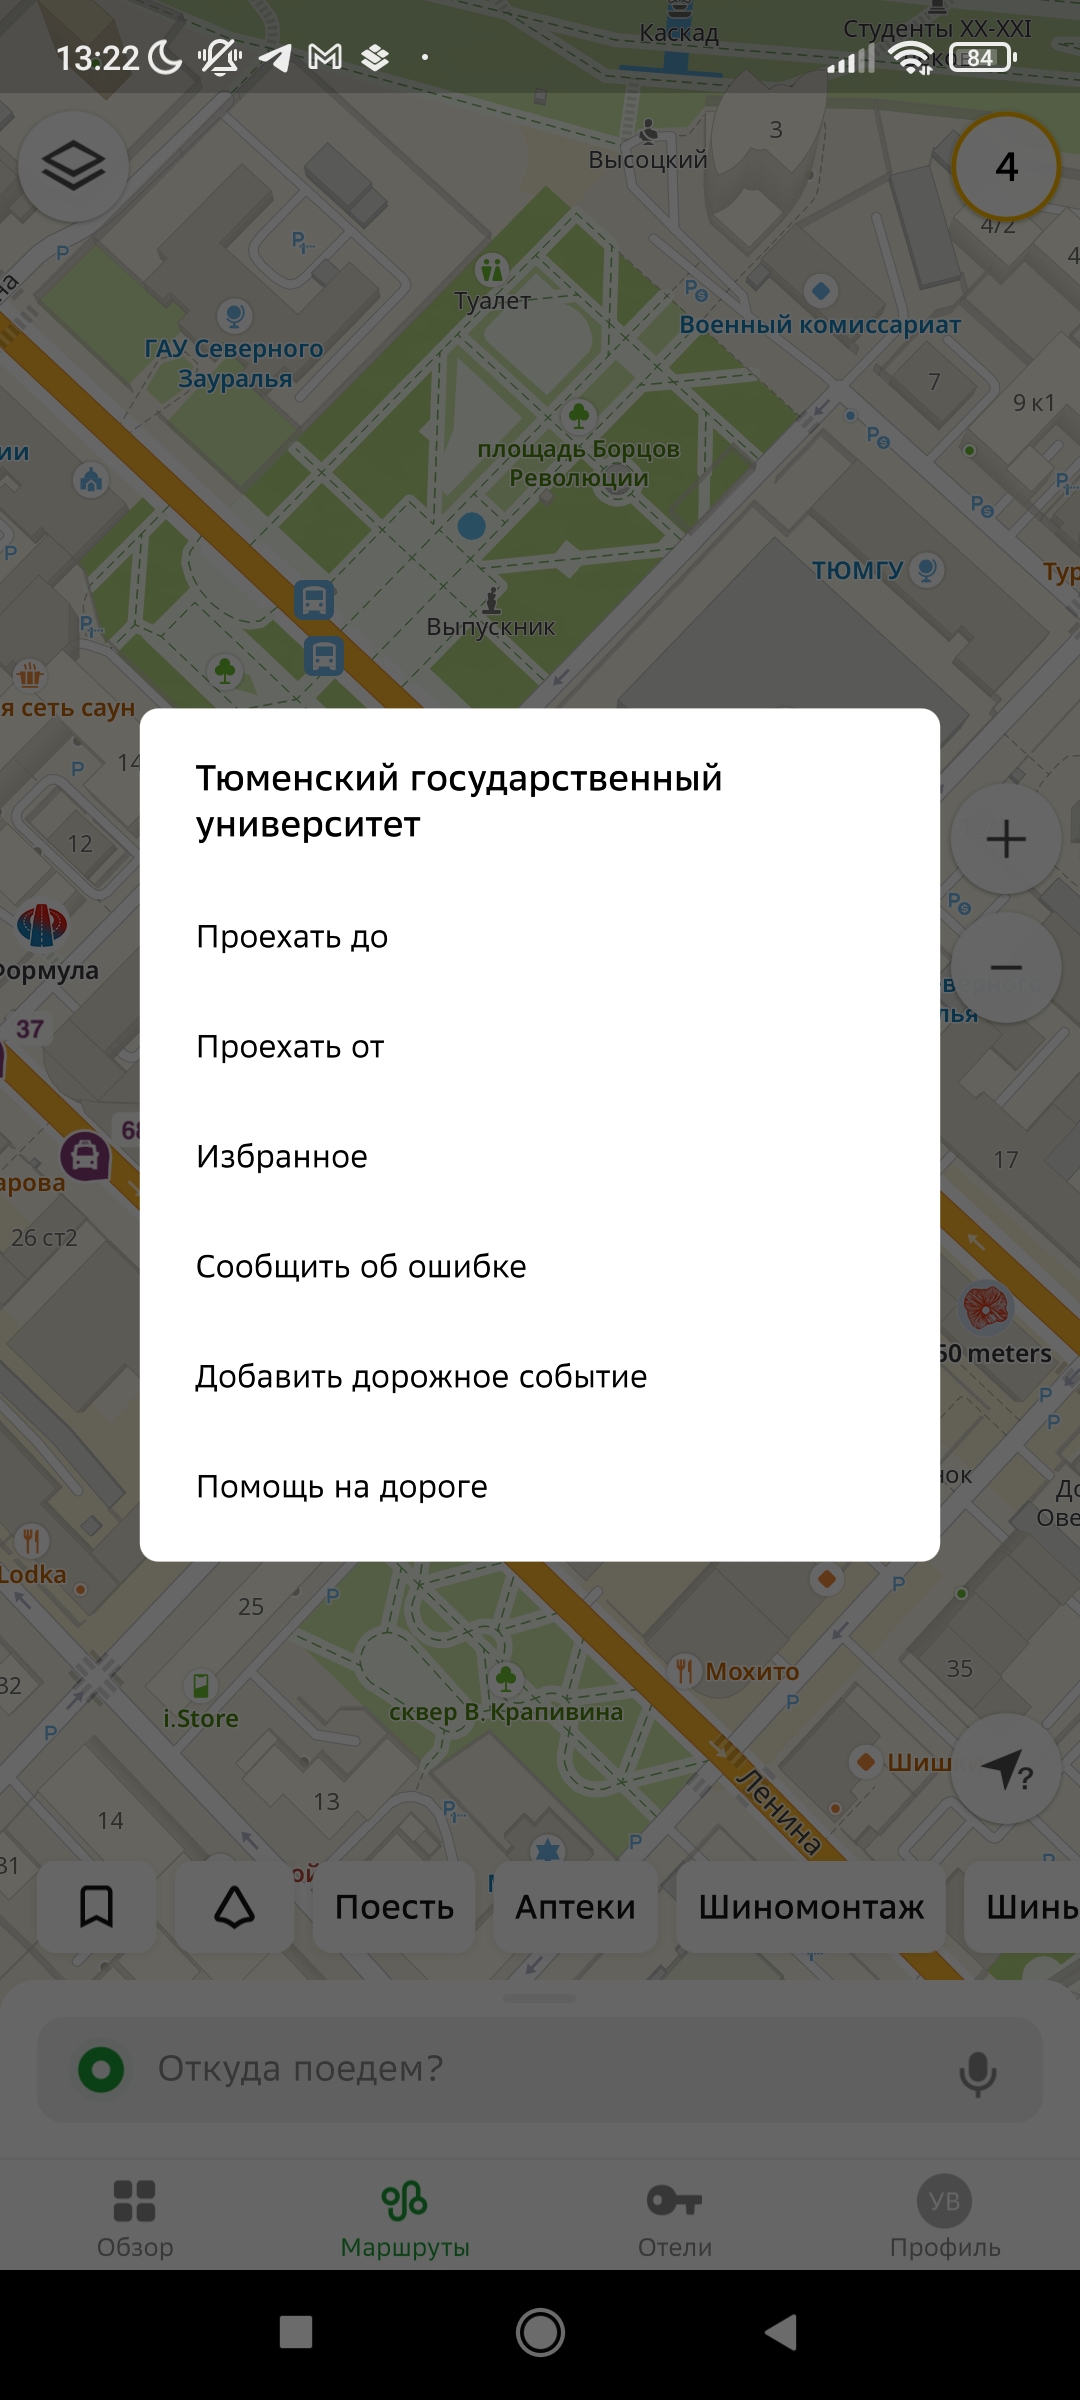 Каскад
Студенты XX-XXI
13:22
84
3
Высоцкий
4
4/2
Туалет
Военный комиссариат
ГАУ Северного
Зауралья
7
9 к1
площадь Борцов
Революции
ТЮМГУ
Выпускник
я сеть саун
14
Тюменский государственный
университет
12
Проехать до
Формула
37
Проехать от
68
Избранное
17
26 ст2
Сообщить об ошибке
50 meters
Добавить дорожное событие
Помощь на дороге
Lodka
25
32
Мохито
35
i.Store
сквер В. Крапивина
Шиш
13
14
Ленина
31
Поесть
Аптеки
Шиномонтаж
Шинь
Откуда поедем?
УВ
Обзор
Маршруты
Отели
Профиль